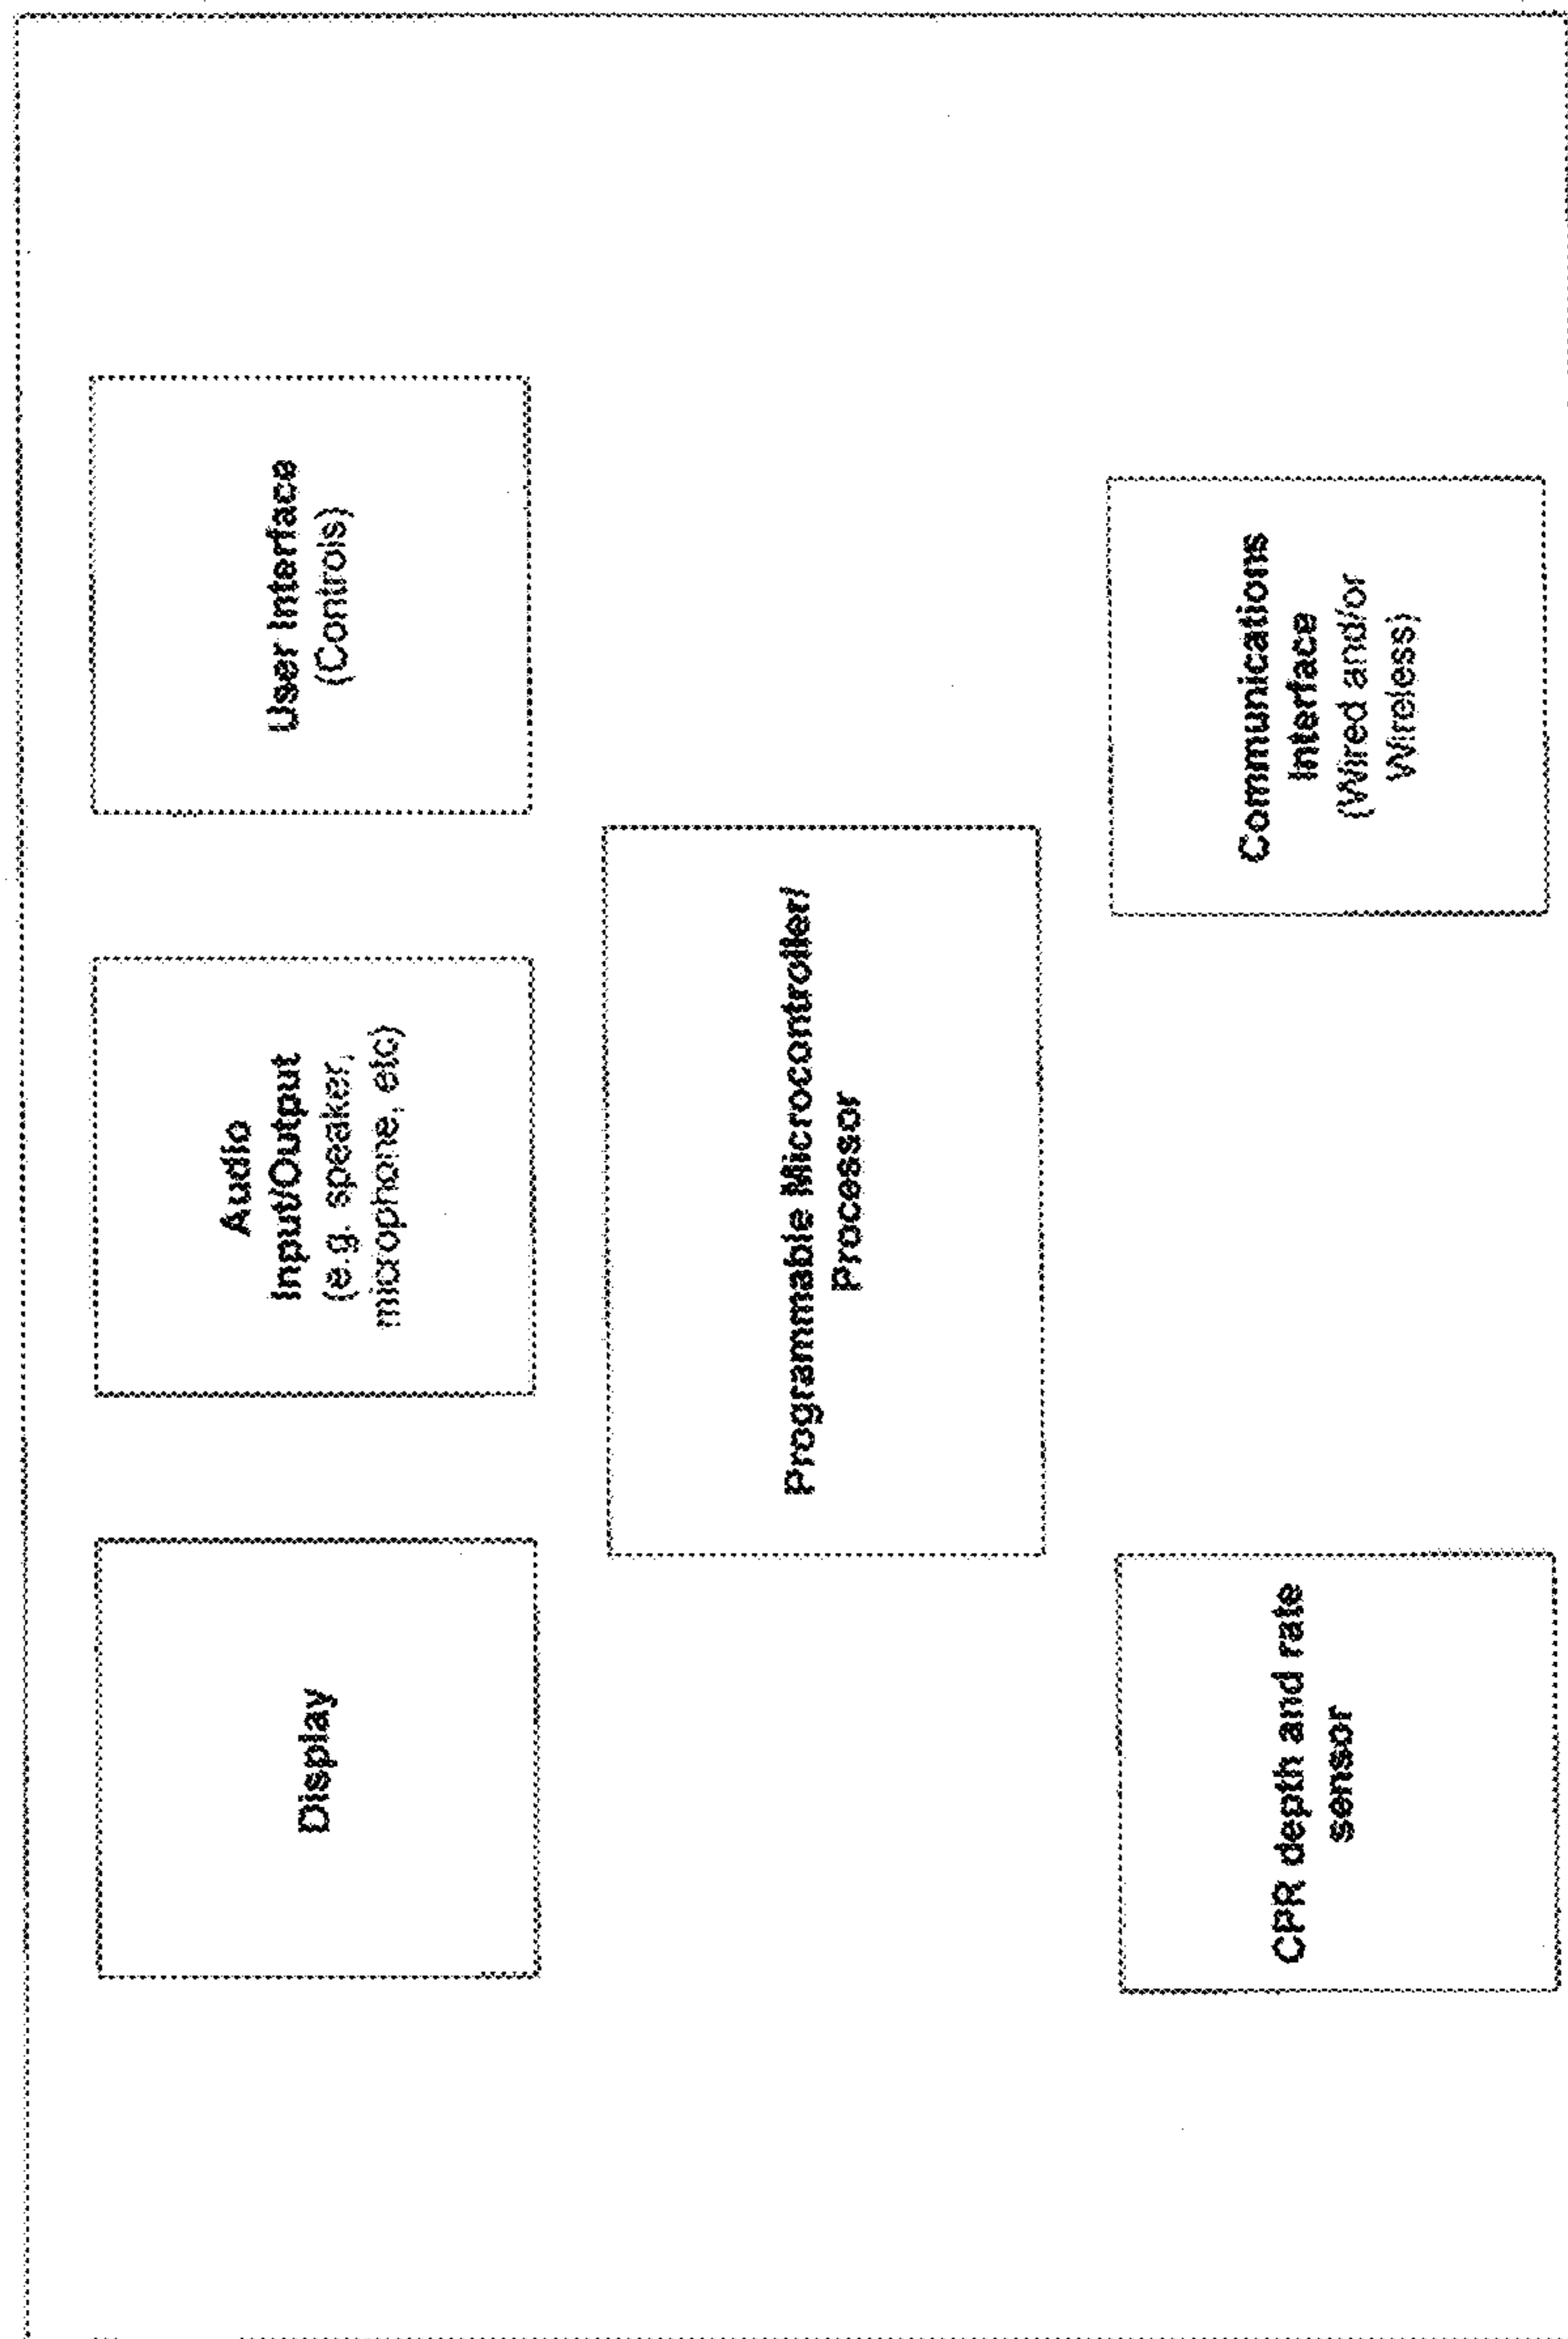 Display
Audio
Input/Output
(e.g. speaker,
microphone, etc)
User Interface
(Controls)
Programmable Microcontroller/
Processor
CPR depth and rate
sensor
Communications
Interface
(Wired and/or
Wireless)